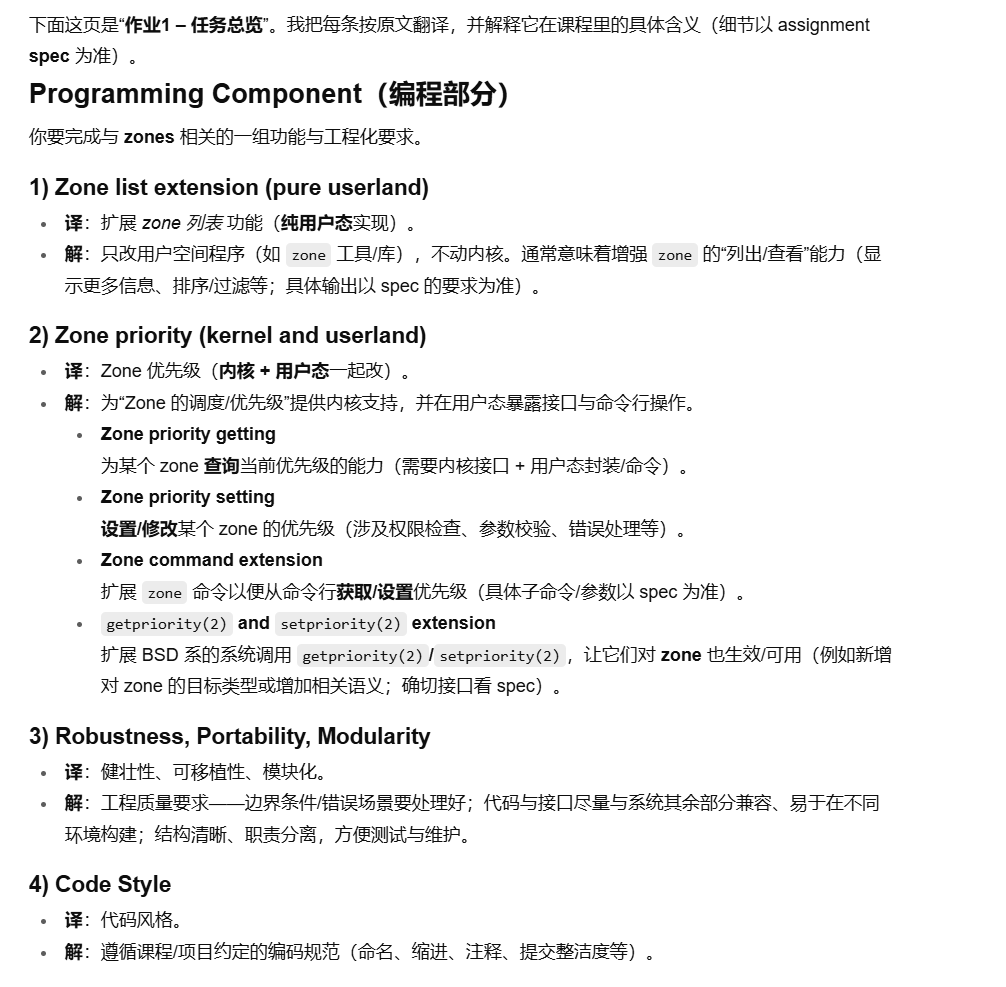 下面这页是“作业1 – 任务总览”。我把每条按原文翻译，并解释它在课程里的具体含义（细节以 assignment
spec 为准）。
Programming Component（编程部分）
你要完成与 zones 相关的一组功能与工程化要求。
1) Zone list extension (pure userland)
译：扩展 zone 列表功能（纯用户态实现）。
解：只改用户空间程序（如 zone 工具/库），不动内核。通常意味着增强 zone 的“列出/查看”能力（显
示更多信息、排序/过滤等；具体输出以 spec 的要求为准）。
2) Zone priority (kernel and userland)
译：Zone 优先级（内核 + 用户态一起改）。
解：为“Zone 的调度/优先级”提供内核支持，并在用户态暴露接口与命令行操作。
Zone priority getting
为某个 zone 查询当前优先级的能力（需要内核接口 + 用户态封装/命令）。
Zone priority setting
设置/修改某个 zone 的优先级（涉及权限检查、参数校验、错误处理等）。
Zone command extension
扩展 zone 命令以便从命令行获取/设置优先级（具体子命令/参数以 spec 为准）。
getpriority(2) and setpriority(2) extension
扩展 BSD 系的系统调用 getpriority(2)/setpriority(2)，让它们对 zone 也生效/可用（例如新增
对 zone 的目标类型或增加相关语义；确切接口看 spec）。
3) Robustness, Portability, Modularity
译：健壮性、可移植性、模块化。
解：工程质量要求——边界条件/错误场景要处理好；代码与接口尽量与系统其余部分兼容、易于在不同
环境构建；结构清晰、职责分离，方便测试与维护。
4) Code Style
译：代码风格。
解：遵循课程/项目约定的编码规范（命名、缩进、注释、提交整洁度等）。